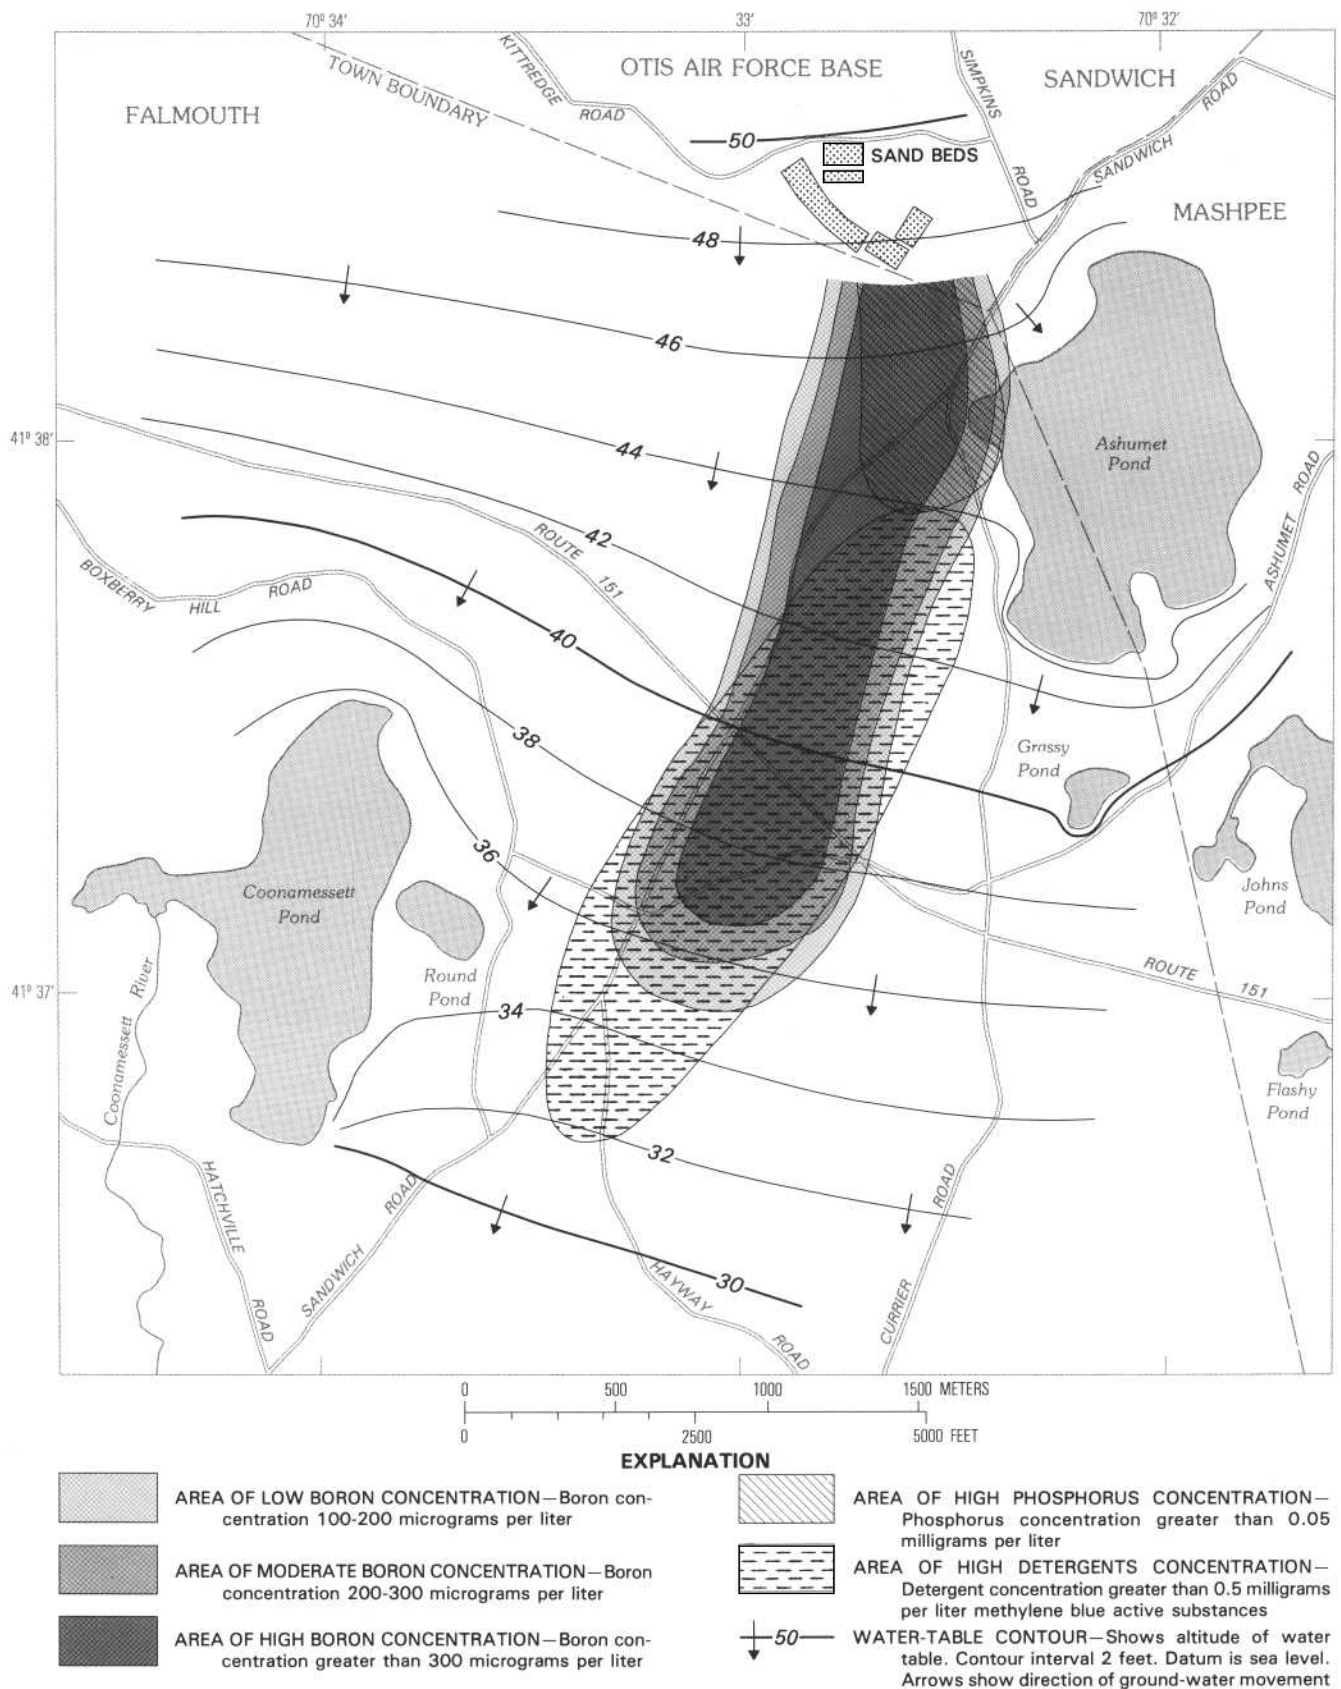 70° 34'
33'
70° 32'
FALMOUTH
TOWN BOUNDARY
KITTREDGE
ROAD
OTIS AIR FORCE BASE
SIMPKINS
ROAD
SANDWICH
SANDWICH
ROAD
50
SAND BEDS
MASHPEE
48
46
41° 38'
44
Ashumet
Pond
ASHUMET ROAD
ROUTE
151
42
BOXBERRY
HILL
ROAD
40
38
Grassy
Pond
36
Coonamessett
Pond
Johns
Pond
Round
Pond
41° 37'
ROUTE
151
34
Coonamessett
River
Flashy
Pond
32
HATCHVILLE
ROAD
SANDWICH
ROAD
HAYWAY
ROAD
CURRIER
ROAD
30
0
500
1000
1500 METERS
0
2500
5000 FEET
EXPLANATION
AREA OF LOW BORON CONCENTRATION—Boron con-
centration 100-200 micrograms per liter
AREA OF MODERATE BORON CONCENTRATION—Boron
concentration 200-300 micrograms per liter
AREA OF HIGH BORON CONCENTRATION—Boron con-
centration greater than 300 micrograms per liter
AREA OF HIGH PHOSPHORUS CONCENTRATION—
Phosphorus concentration greater than 0.05
milligrams per liter
AREA OF HIGH DETERGENTS CONCENTRATION—
Detergent concentration greater than 0.5 milligrams
per liter methylene blue active substances
50
WATER-TABLE CONTOUR—Shows altitude of water
table. Contour interval 2 feet. Datum is sea level.
Arrows show direction of ground-water movement